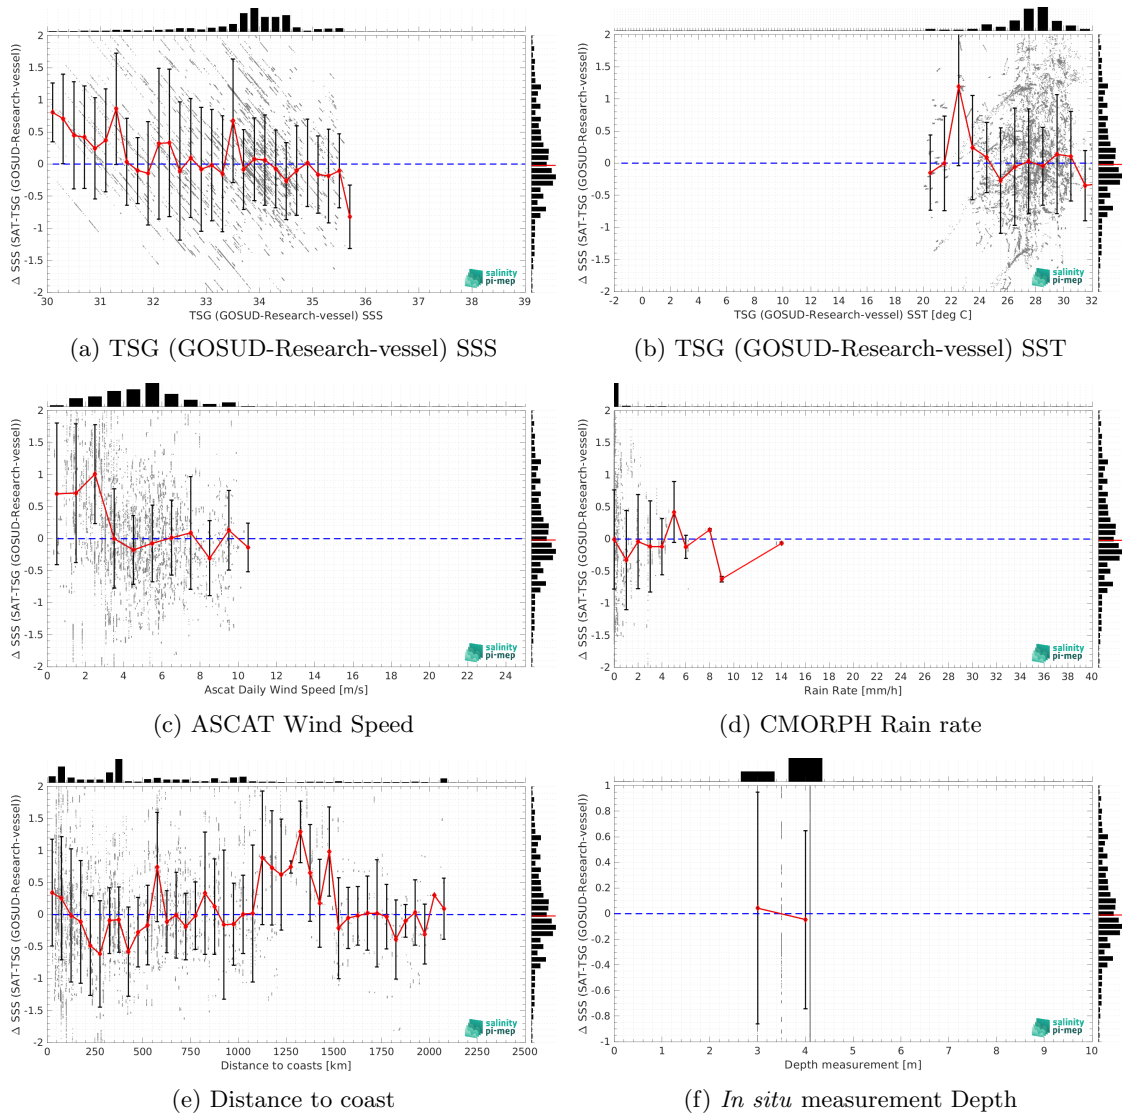 Δ SSS (SAT-TSG (GOSUD-Research-vessel))
2
1.5
1
0.5
0
-0.5
-1
-1.5
-2
30 31 32 33 34 35 36 37 38 39
TSG (GOSUD-Research-vessel) SSS
salinity
pi-mep
(a) TSG (GOSUD-Research-vessel) SSS
Δ SSS (SAT-TSG (GOSUD-Research-vessel))
2
1.5
1
0.5
0
-0.5
-1
-1.5
-2
-2 0 2 4 6 8 10 12 14 16 18 20 22 24 26 28 30 32
TSG (GOSUD-Research-vessel) SST [deg C]
salinity
pi-mep
(b) TSG (GOSUD-Research-vessel) SST
Δ SSS (SAT-TSG (GOSUD-Research-vessel))
2
1.5
1
0.5
0
-0.5
-1
-1.5
-2
0 2 4 6 8 10 12 14 16 18 20 22 24
Ascat Daily Wind Speed [m/s]
salinity
pi-mep
(c) ASCAT Wind Speed
Δ SSS (SAT-TSG (GOSUD-Research-vessel))
2
1.5
1
0.5
0
-0.5
-1
-1.5
-2
0 2 4 6 8 10 12 14 16 18 20 22 24 26 28 30 32 34 36 38 40
Rain Rate [mm/h]
salinity
pi-mep
(d) CMORPH Rain rate
Δ SSS (SAT-TSG (GOSUD-Research-vessel))
2
1.5
1
0.5
0
-0.5
-1
-1.5
-2
0 250 500 750 1000 1250 1500 1750 2000 2250 2500
Distance to coasts [km]
salinity
pi-mep
(e) Distance to coast
Δ SSS (SAT-TSG (GOSUD-Research-vessel))
1
0.8
0.6
0.4
0.2
0
-0.2
-0.4
-0.6
-0.8
-1
0 1 2 3 4 5 6 7 8 9 10
Depth measurement [m]
salinity
pi-mep
(f) In situ measurement Depth